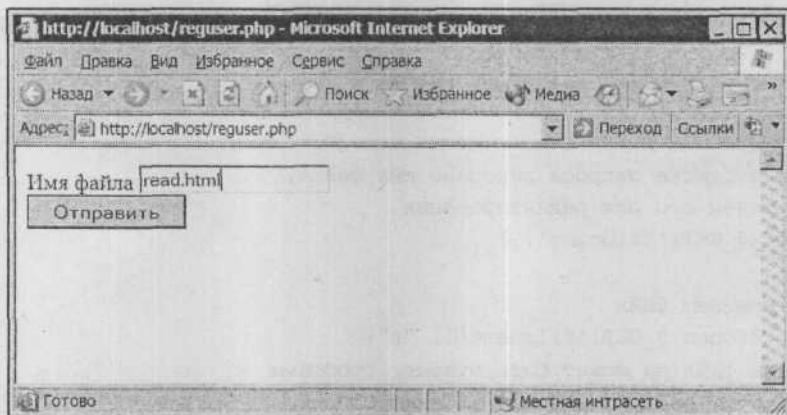 http://localhost/reguser.php - Microsoft Internet Explorer
Файл Правка Вид Избранное Сервис Справка
Назад Поиск Избранное Медиа »
Адрес: http://localhost/reguser.php Переход Ссылки
Имя файла read.html
Отправить
Готово Местная интрасеть